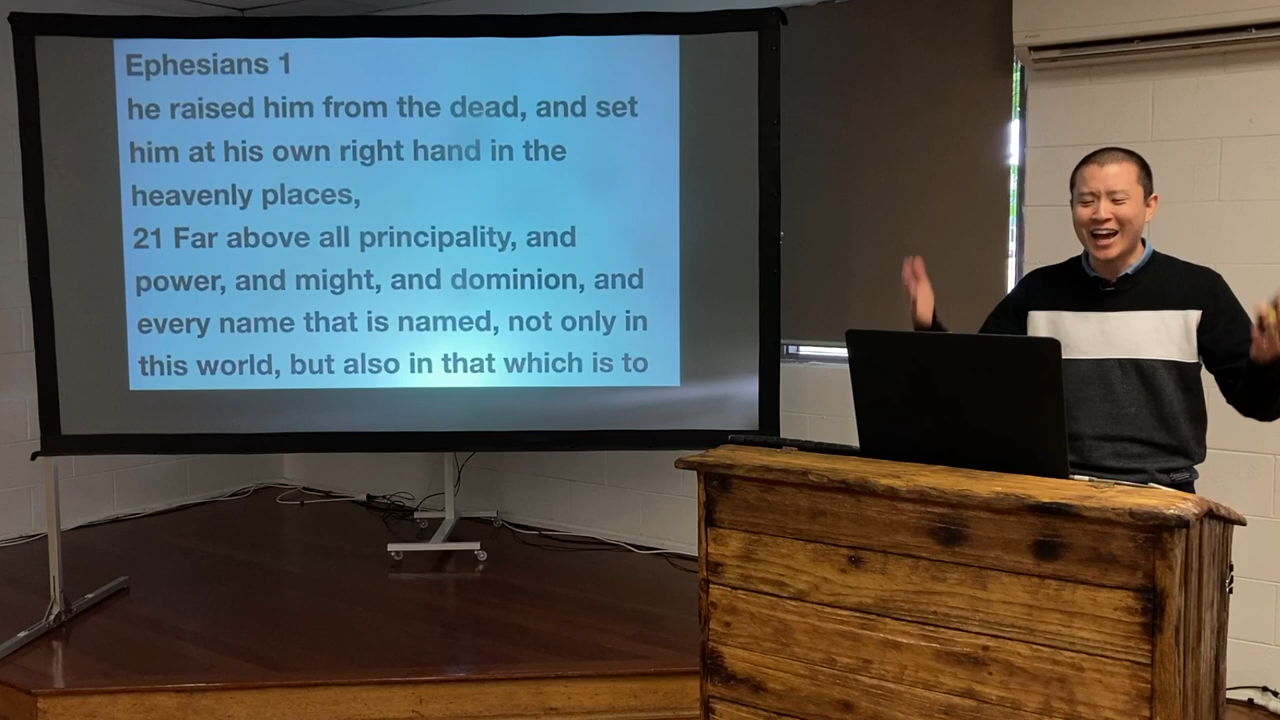 Ephesians 1
he raised him from the dead, and set
him at his own right hand in the
heavenly places,
21 Far above all principality, and
power, and might, and dominion, and
every name that is named, not only in
this world, but also in that which is to